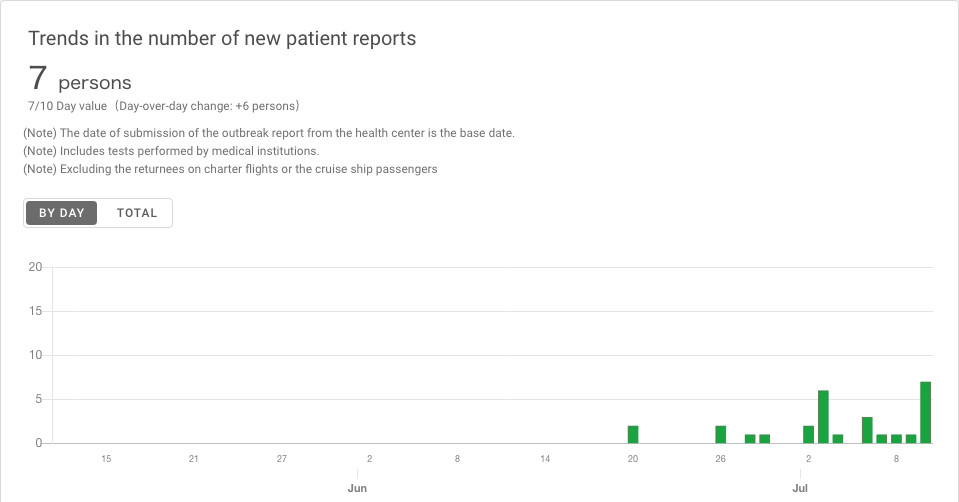 Trends in the number of new patient reports
7 persons
7/10 Day value (Day-over-day change: +6 persons)
(Note) The date of submission of the outbreak report from the health center is the base date.
(Note) Includes tests performed by medical institutions.
(Note) Excluding the returnees on charter flights or the cruise ship passengers
BY DAY TOTAL
20
15
10
5
0
15 21 27 2 8 14 20 26 2 8
Jun Jul